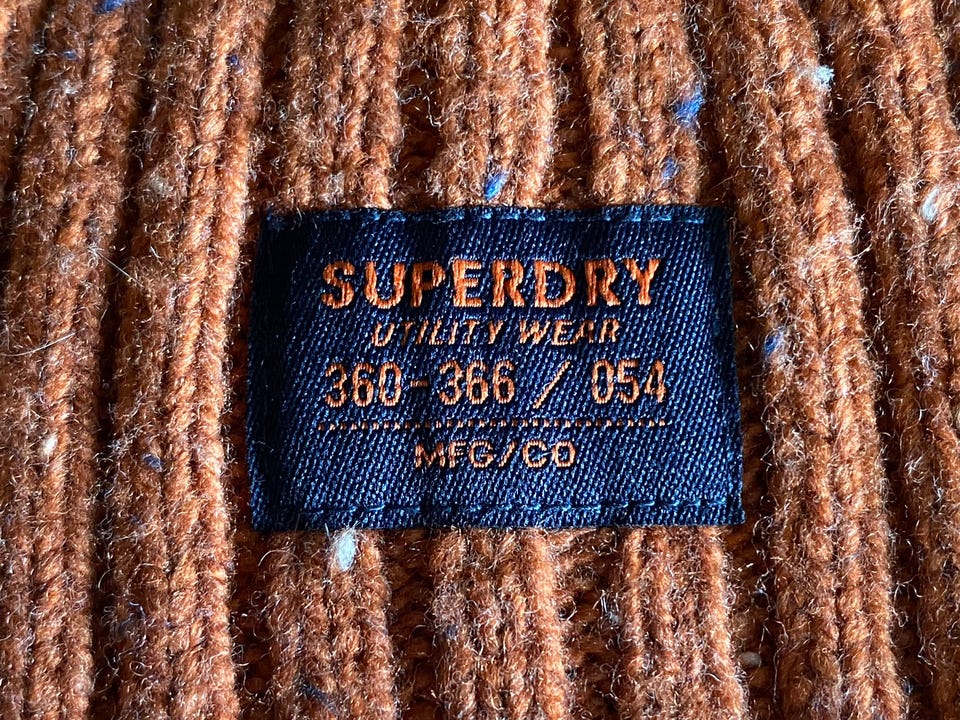 SUPERDRY
UTILITY WEAR
360-366 / 054
MFG/CO